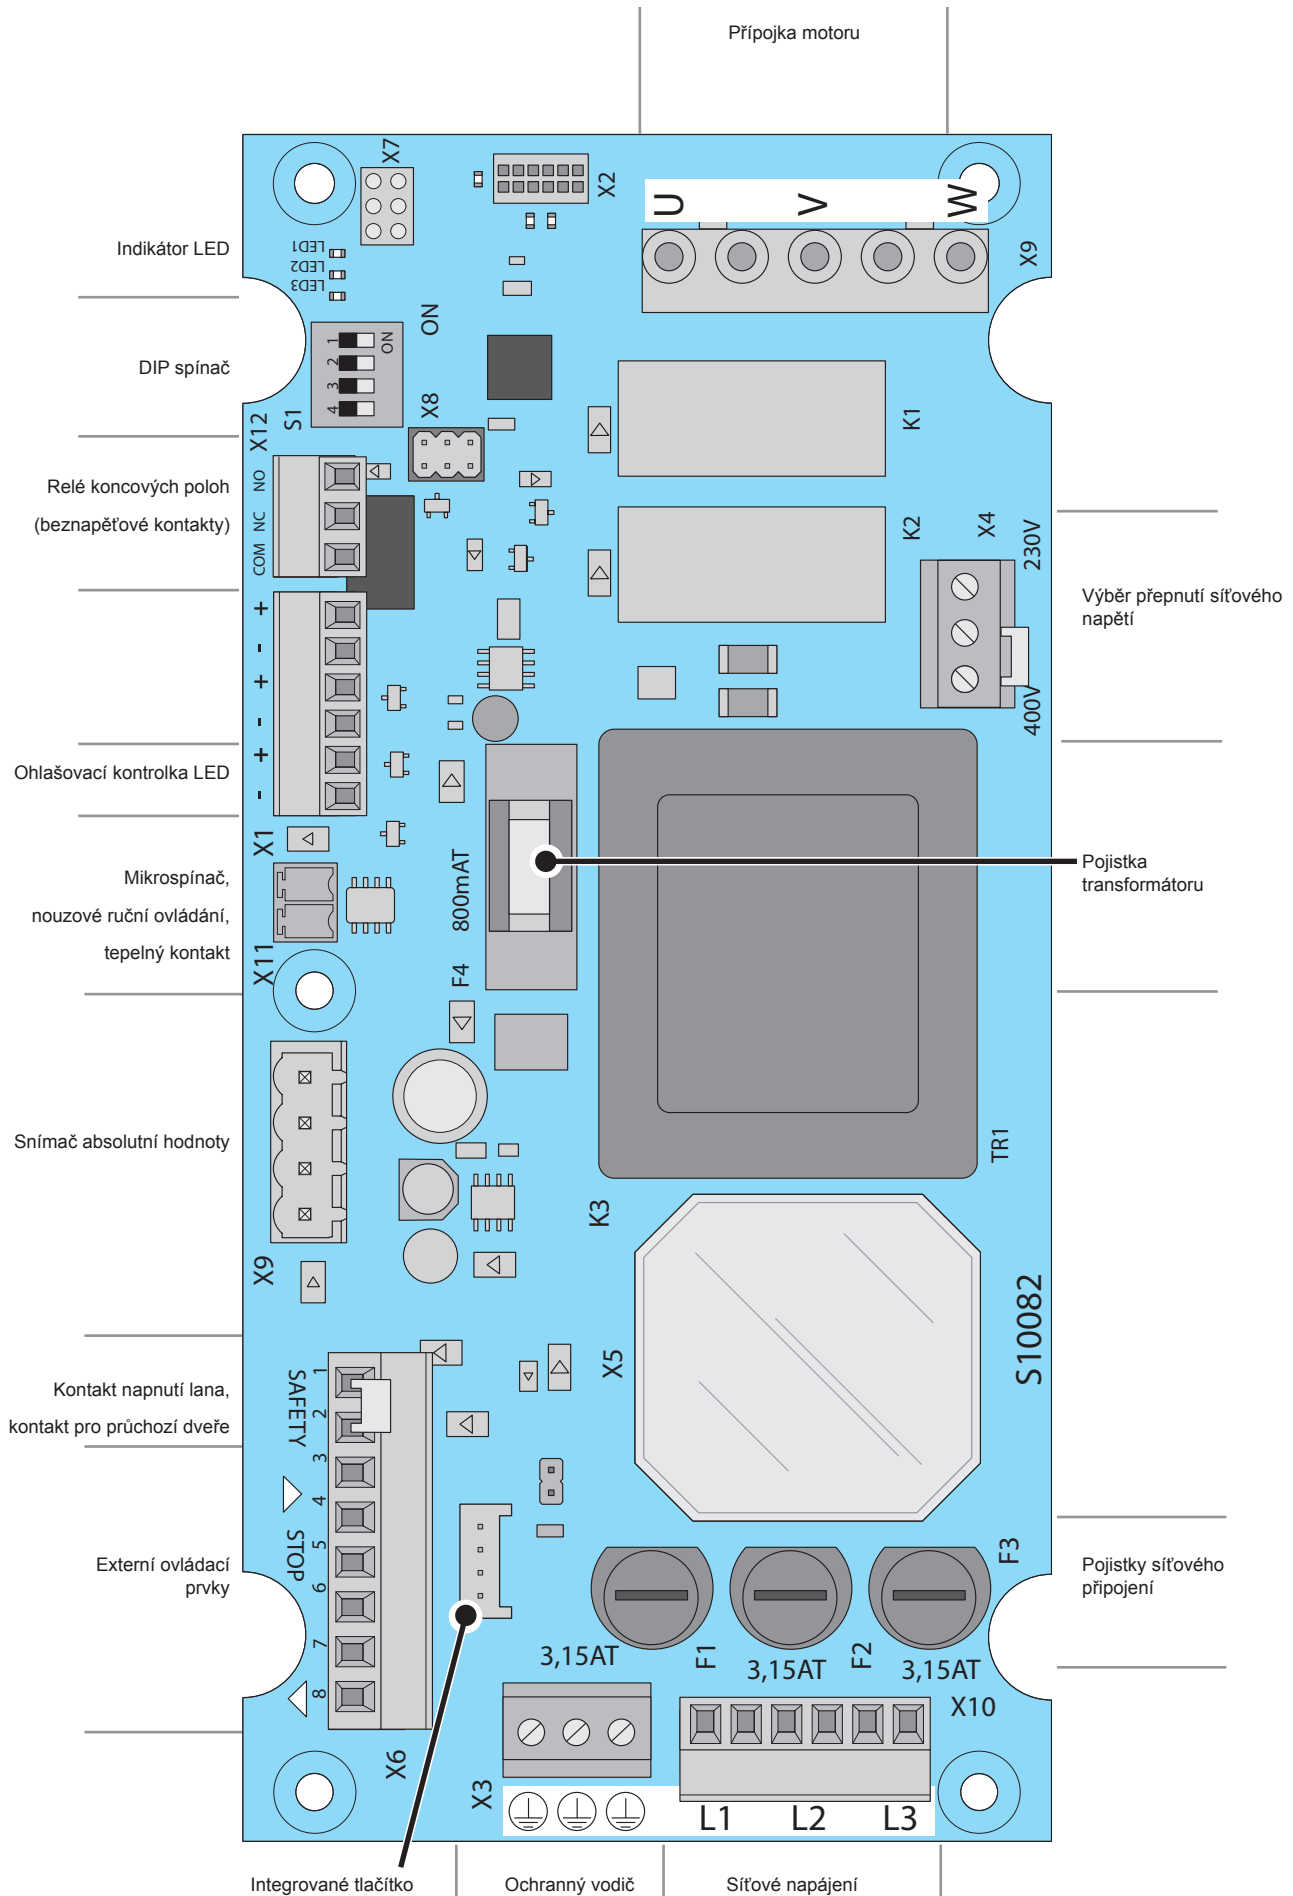 Přípojka motoru
X7
X2
U V W
X9
Indikátor LED
LED1
LED2
LED3
ON
DIP spínač
1
2
3
4
ON
S1
X8
X12
K1
Relé koncových poloh
(beznapěťové kontakty)
NO
NC
COM
K2
X4
230V
400V
Výběr přepnutí síťového
napětí
+
-
+
-
+
-
Ohlašovací kontrolka LED
X1
Mikrospínač,
nouzové ruční ovládání,
tepelný kontakt
X11
800mAT
F4
Pojistka
transformátoru
TR1
Snímač absolutní hodnoty
X9
K3
X5
S10082
Kontakt napnutí lana,
kontakt pro průchozí dveře
SAFETY
STOP
1
2
3
4
5
6
7
8
Externí ovládací
prvky
X6
F3
Pojistky síťového
připojení
3,15AT
F1
3,15AT
F2
3,15AT
X10
X3
L1 L2 L3
Integrované tlačítko
Ochranný vodič
Síťové napájení